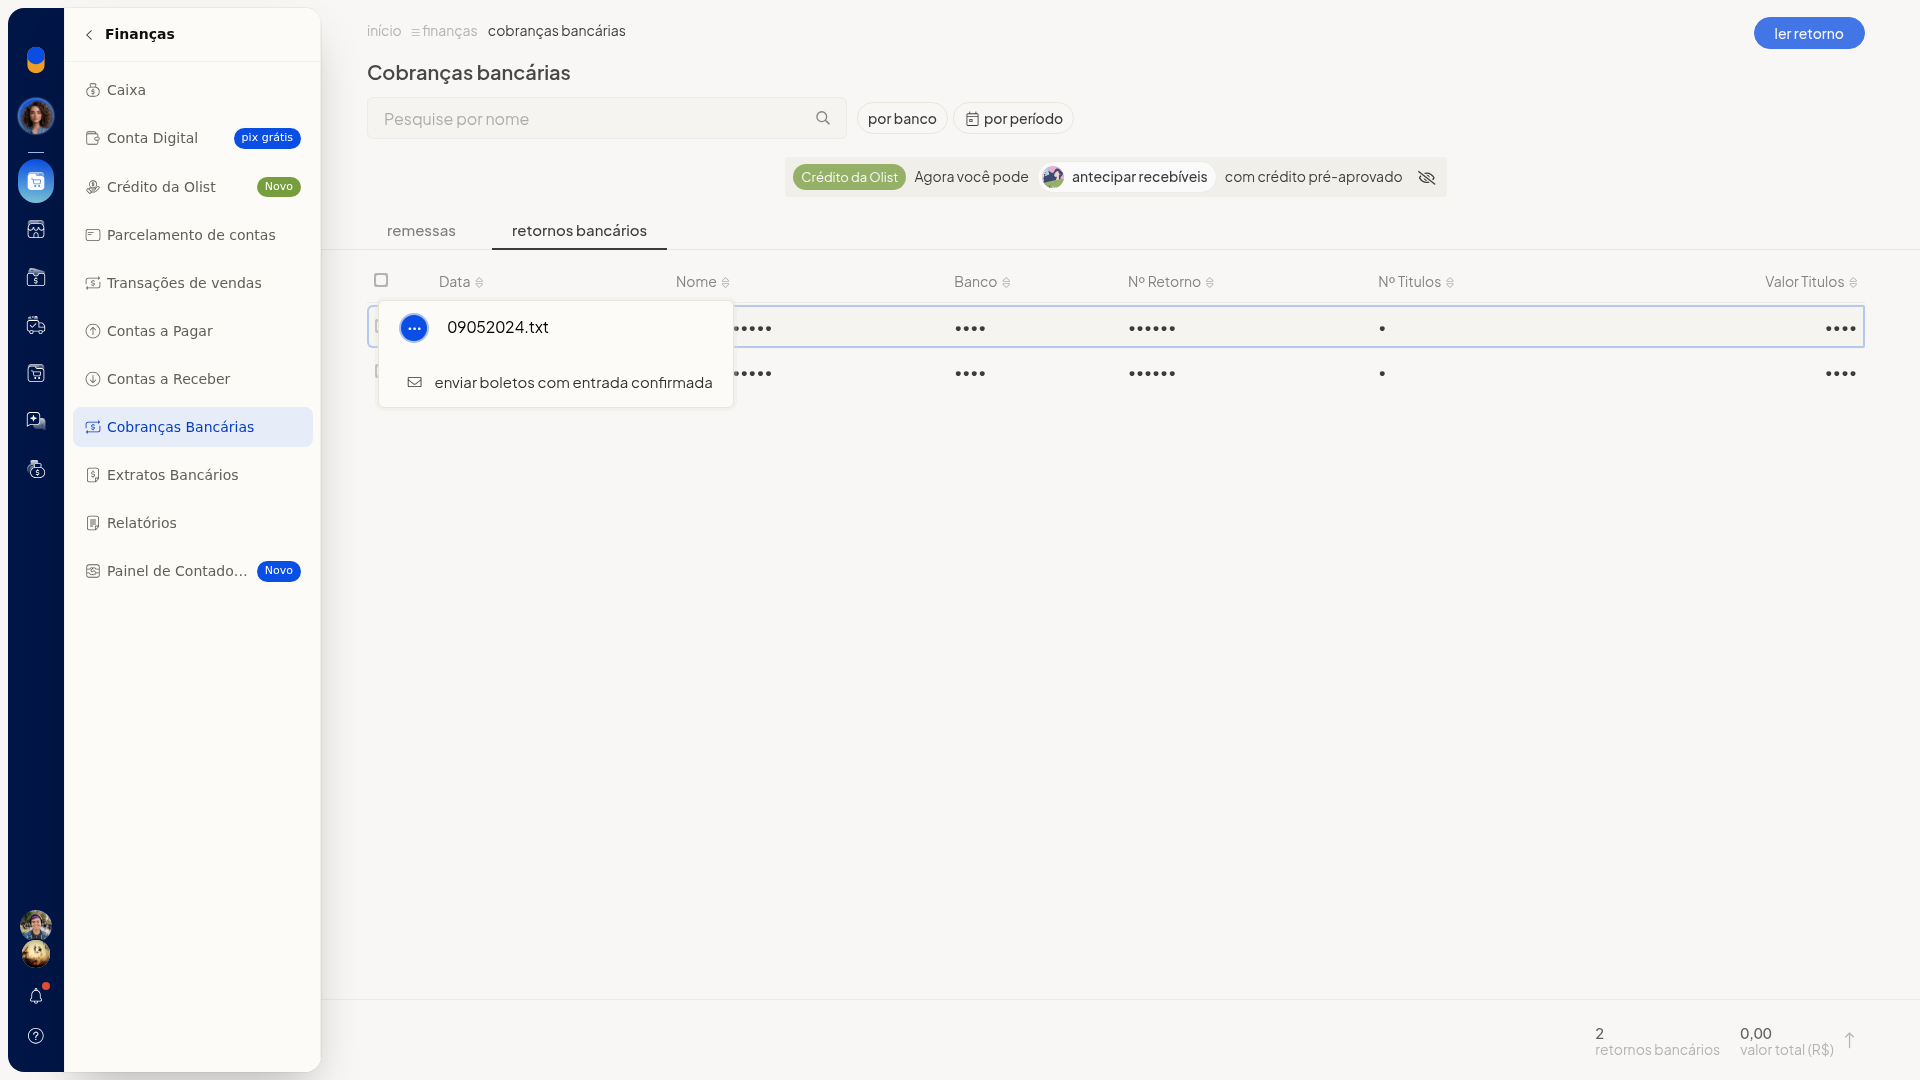 Finanças
Caixa
Conta Digital pix grátis
Crédito da Olist Novo
Parcelamento de contas
Transações de vendas
Contas a Pagar
Contas a Receber
Cobranças Bancárias
Extratos Bancários
Relatórios
Painel de Contado... Novo
início finanças cobranças bancárias
ler retorno
Cobranças bancárias
Pesquise por nome
por banco
por período
Crédito da Olist Agora você pode antecipar recebíveis com crédito pré-aprovado
remessas retornos bancários
Data Nome Banco Nº Retorno Nº Titulos Valor Titulos
09052024.txt
enviar boletos com entrada confirmada
2 0,00
retornos bancários valor total (R$)